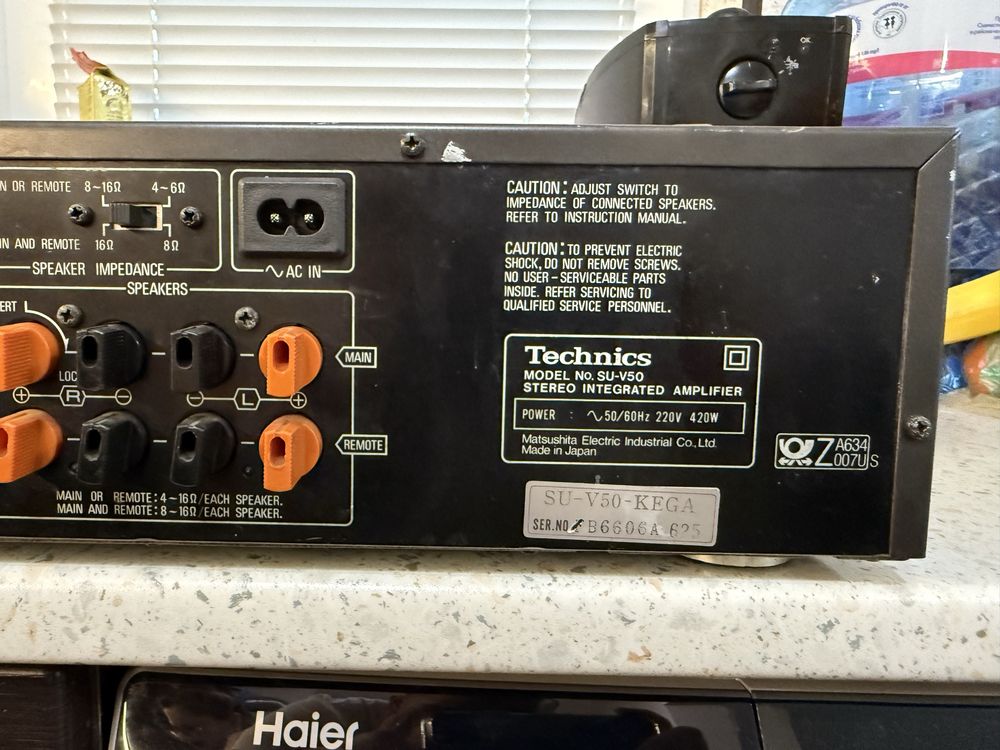 OK
N OR REMOTE 8~16Ω 4~6Ω
IN AND REMOTE 16Ω 8Ω
SPEAKER IMPEDANCE
AC IN
SPEAKERS
ERT
LOC
MAIN
+ R − − L +
REMOTE
MAIN OR REMOTE: 4~16Ω/EACH SPEAKER.
MAIN AND REMOTE: 8~16Ω/EACH SPEAKER.
CAUTION: ADJUST SWITCH TO
IMPEDANCE OF CONNECTED SPEAKERS.
REFER TO INSTRUCTION MANUAL.
CAUTION: TO PREVENT ELECTRIC
SHOCK, DO NOT REMOVE SCREWS.
NO USER-SERVICEABLE PARTS
INSIDE. REFER SERVICING TO
QUALIFIED SERVICE PERSONNEL.
Technics
MODEL No. SU-V50
STEREO INTEGRATED AMPLIFIER
POWER : ∿50/60Hz 220V 420W
Matsushita Electric Industrial Co., Ltd.
Made in Japan
Z A634
007U S
SU-V50-KEGA
SER.NO B6606A
Haier